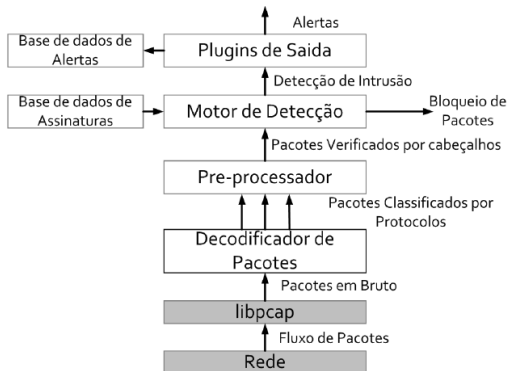 Alertas
Base de dados de
Alertas
Plugins de Saida
Detecção de Intrusão
Base de dados de
Assinaturas
Motor de Detecção
Bloqueio de
Pacotes
Pacotes Verificados por cabeçalhos
Pre-processador
Pacotes Classificados por
Protocolos
Decodificador de
Pacotes
Pacotes em Bruto
libpcap
Fluxo de Pacotes
Rede